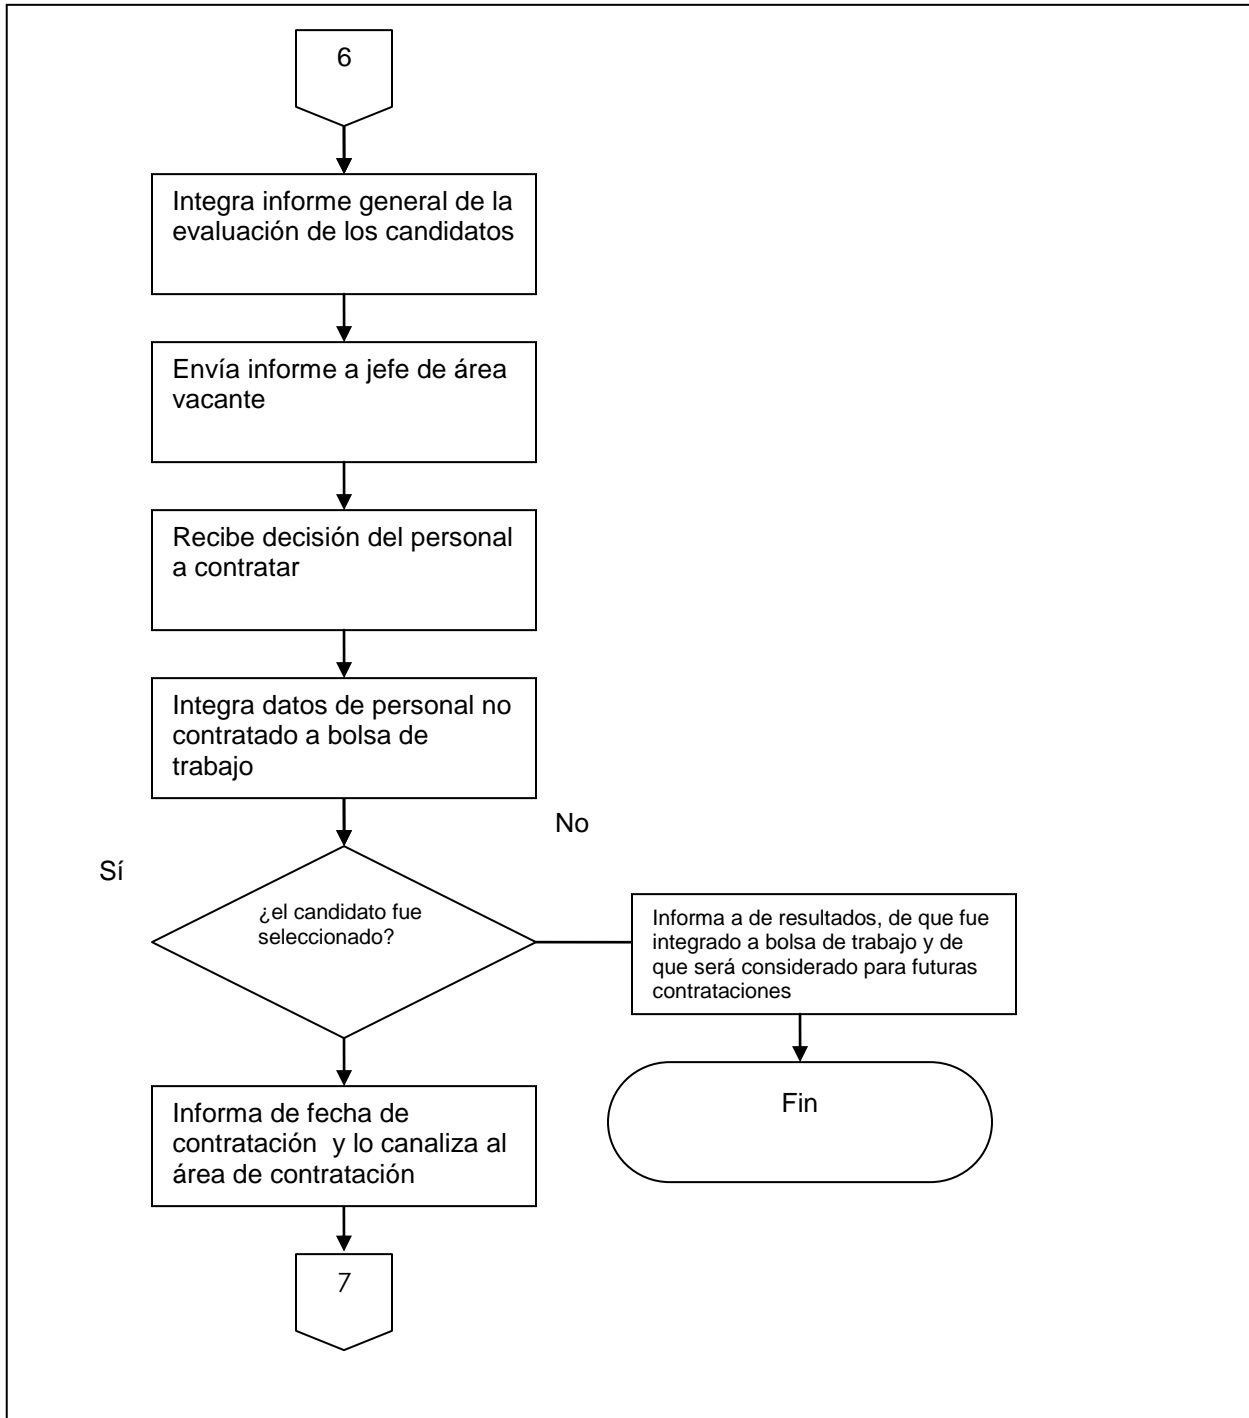 6
Integra informe general de la
evaluación de los candidatos
Envía informe a jefe de área
vacante
Recibe decisión del personal
a contratar
Integra datos de personal no
contratado a bolsa de
trabajo
No
Sí
¿el candidato fue
seleccionado?
Informa a de resultados, de que fue
integrado a bolsa de trabajo y de
que será considerado para futuras
contrataciones
Fin
Informa de fecha de
contratación  y lo canaliza al
área de contratación
7